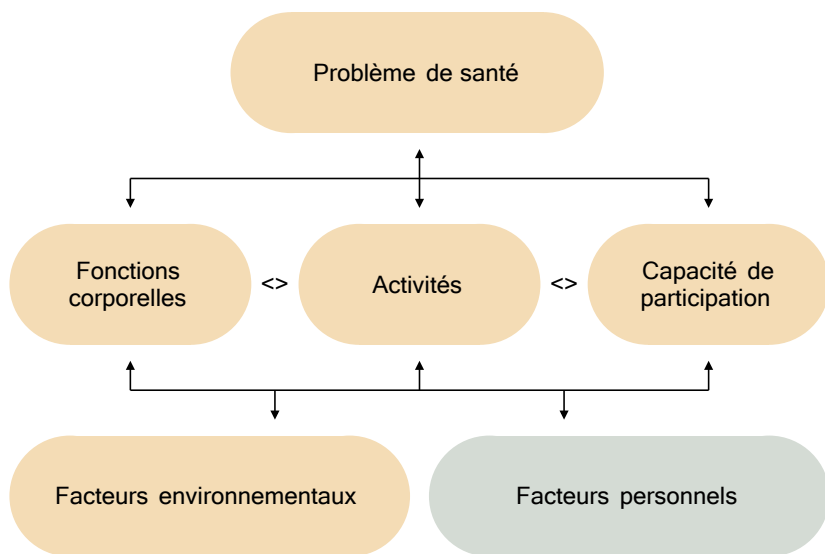 Problème de santé
Fonctions
corporelles
<>
Activités
<>
Capacité de
participation
Facteurs environnementaux
Facteurs personnels